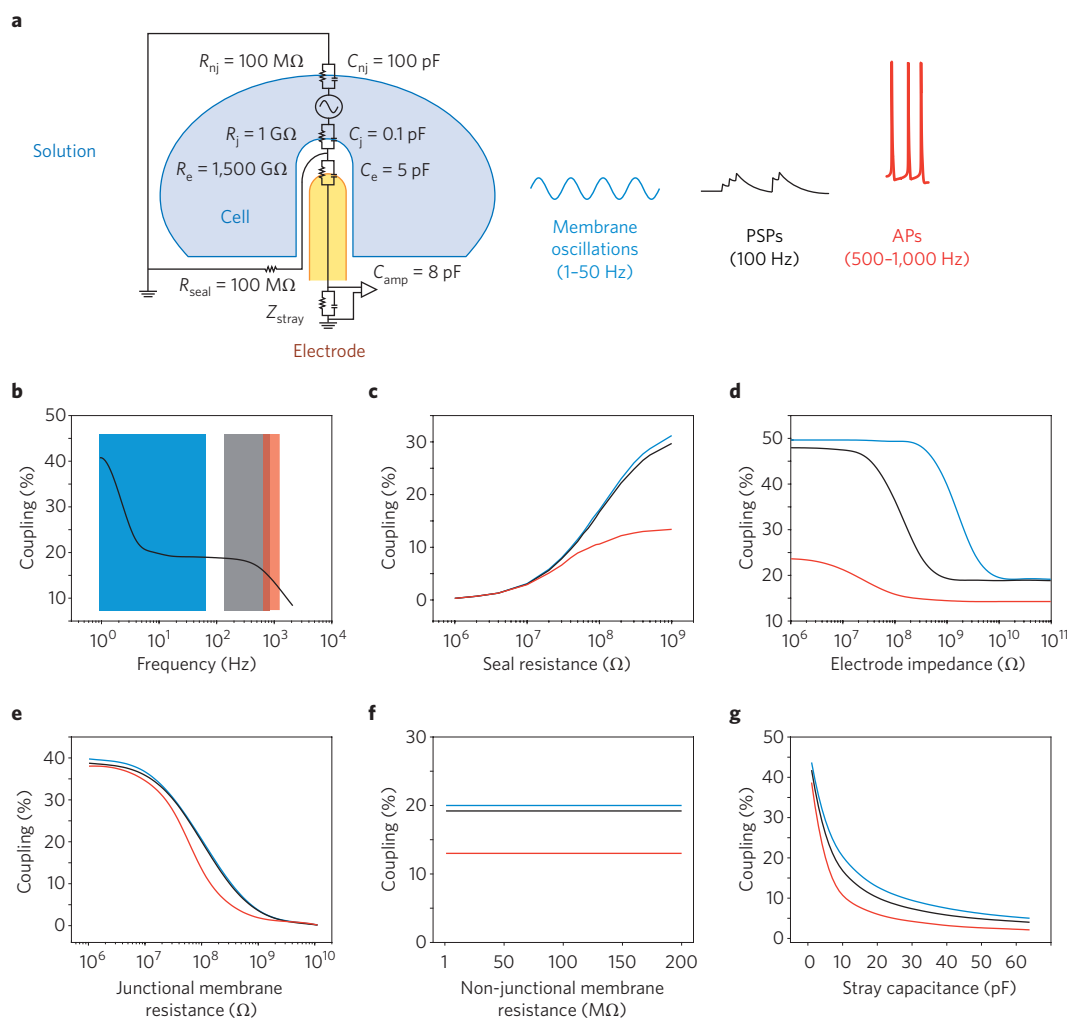 a
R_nj = 100 MΩ C_nj = 100 pF
R_j = 1 GΩ C_j = 0.1 pF
Solution
R_e = 1,500 GΩ C_e = 5 pF
Cell
R_seal = 100 MΩ
C_amp = 8 pF
Z_stray
Electrode
Membrane
oscillations
(1–50 Hz)
PSPs
(100 Hz)
APs
(500–1,000 Hz)
b
50
40
30
20
10
Coupling (%)
10^0 10^1 10^2 10^3 10^4
Frequency (Hz)
c
30
20
10
0
Coupling (%)
10^6 10^7 10^8 10^9
Seal resistance (Ω)
d
50
40
30
20
10
Coupling (%)
10^6 10^7 10^8 10^9 10^10 10^11
Electrode impedance (Ω)
e
40
30
20
10
0
Coupling (%)
10^6 10^7 10^8 10^9 10^10
Junctional membrane
resistance (Ω)
f
30
20
10
0
Coupling (%)
1 50 100 150 200
Non-junctional membrane
resistance (MΩ)
g
50
40
30
20
10
0
Coupling (%)
0 10 20 30 40 50 60
Stray capacitance (pF)